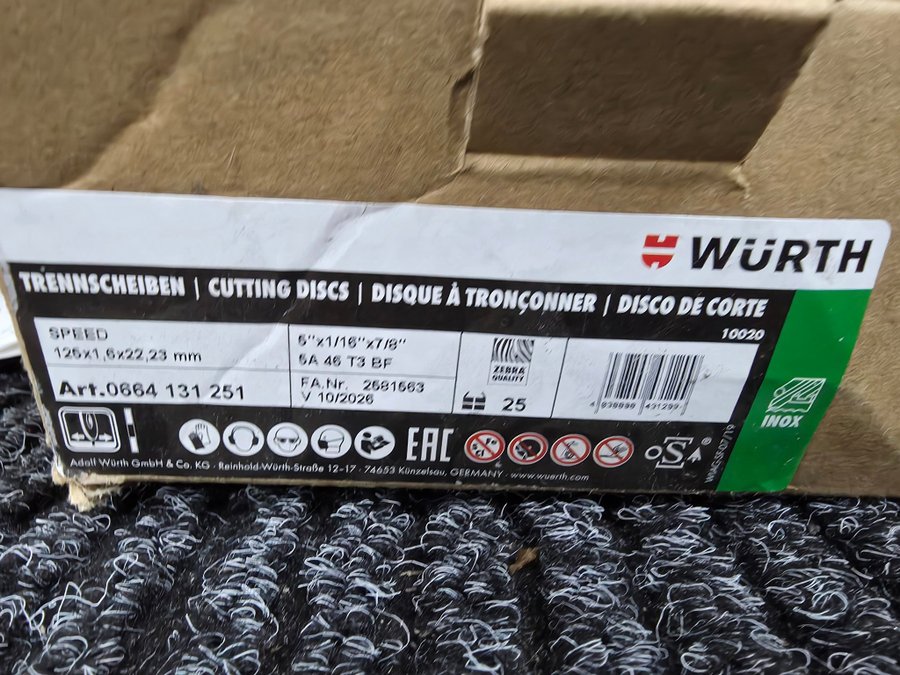 WÜRTH
TRENNSCHEIBEN | CUTTING DISCS | DISQUE À TRONÇONNER | DISCO DE CORTE
10020
SPEED
125x1,6x22,23 mm
Art.0664 131 251
5"x1/16"x7/8"
5A 46 T3 BF
FA.Nr. 2581563
V 10/2026
ZEBRA
QUALITY
25
INOX
EAC
oS
Adolf Würth GmbH & Co. KG · Reinhold-Würth-Straße 12-17 · 74653 Künzelsau, GERMANY · www.wuerth.com